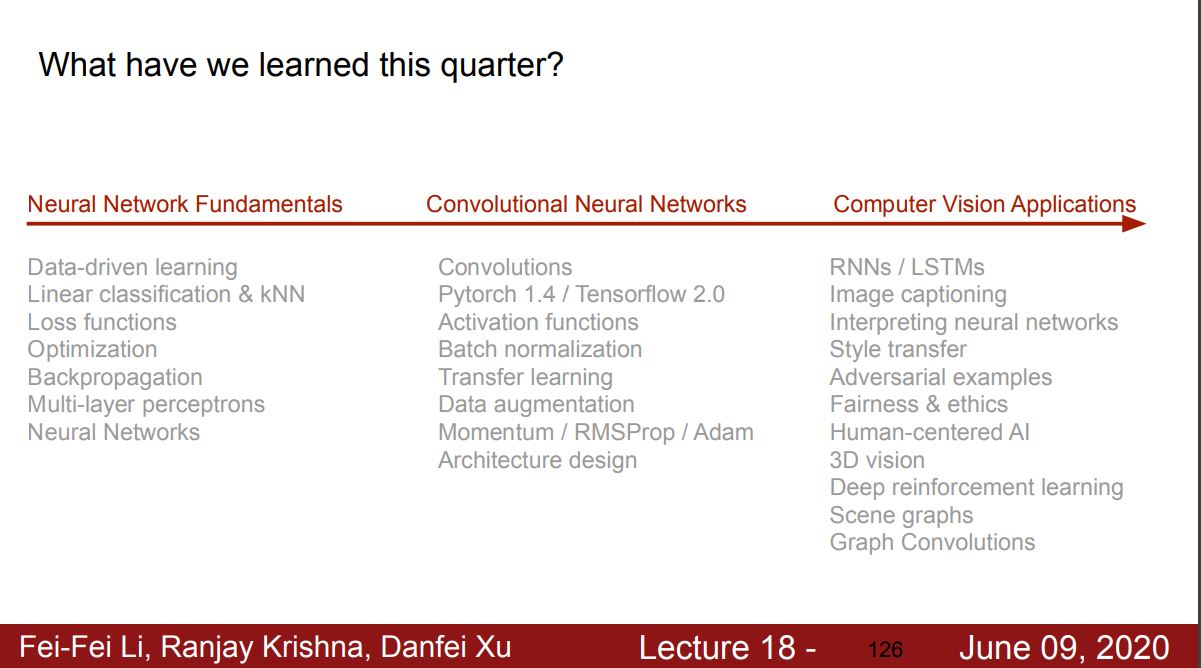 What have we learned this quarter?
Neural Network Fundamentals
Data-driven learning
Linear classification & kNN
Loss functions
Optimization
Backpropagation
Multi-layer perceptrons
Neural Networks
Convolutional Neural Networks
Convolutions
Pytorch 1.4 / Tensorflow 2.0
Activation functions
Batch normalization
Transfer learning
Data augmentation
Momentum / RMSProp / Adam
Architecture design
Computer Vision Applications
RNNs / LSTMs
Image captioning
Interpreting neural networks
Style transfer
Adversarial examples
Fairness & ethics
Human-centered AI
3D vision
Deep reinforcement learning
Scene graphs
Graph Convolutions
Fei-Fei Li, Ranjay Krishna, Danfei Xu Lecture 18 - 126 June 09, 2020